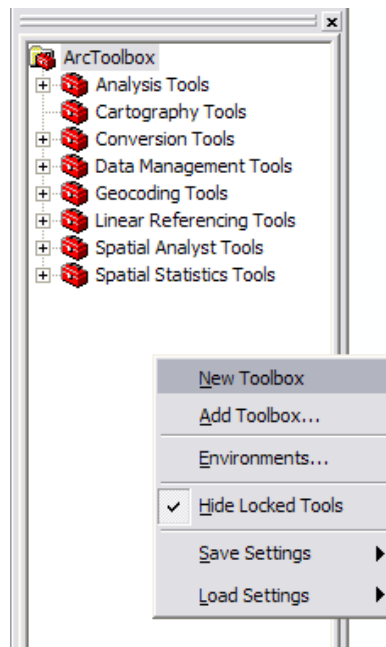 ArcToolbox
Analysis Tools
Cartography Tools
Conversion Tools
Data Management Tools
Geocoding Tools
Linear Referencing Tools
Spatial Analyst Tools
Spatial Statistics Tools
New Toolbox
Add Toolbox...
Environments...
Hide Locked Tools
Save Settings
Load Settings